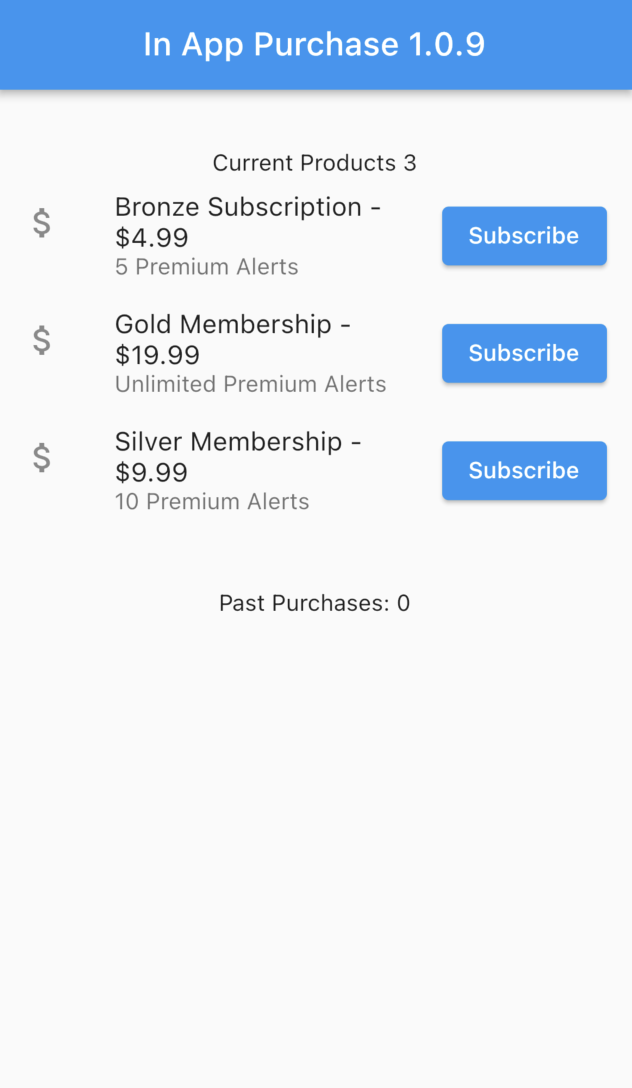 In App Purchase 1.0.9
Current Products 3
$
Bronze Subscription -
$4.99
5 Premium Alerts
Subscribe
$
Gold Membership -
$19.99
Unlimited Premium Alerts
Subscribe
$
Silver Membership -
$9.99
10 Premium Alerts
Subscribe
Past Purchases: 0